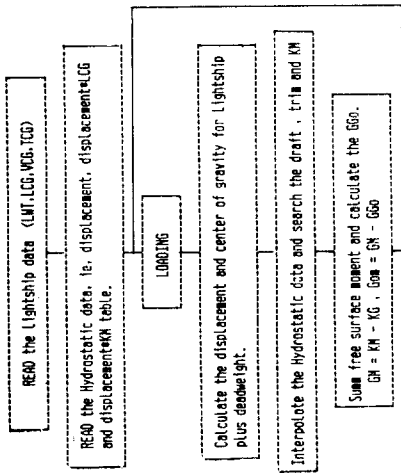 READ the Lightship data (LWT,LCG,VCG,TCG)
READ the Hydrostatic data, ie, displacement, displacement*LCG
and displacement*KM table.
LOADING
Calculate the displacement and center of gravity for Lightship
plus deadweight.
Interpolate the Hydrostatic data and search the draft , trim and KM
Summ free surface moment and calculate the GGo.
GM = KM - KG , Gom = GM - GGo